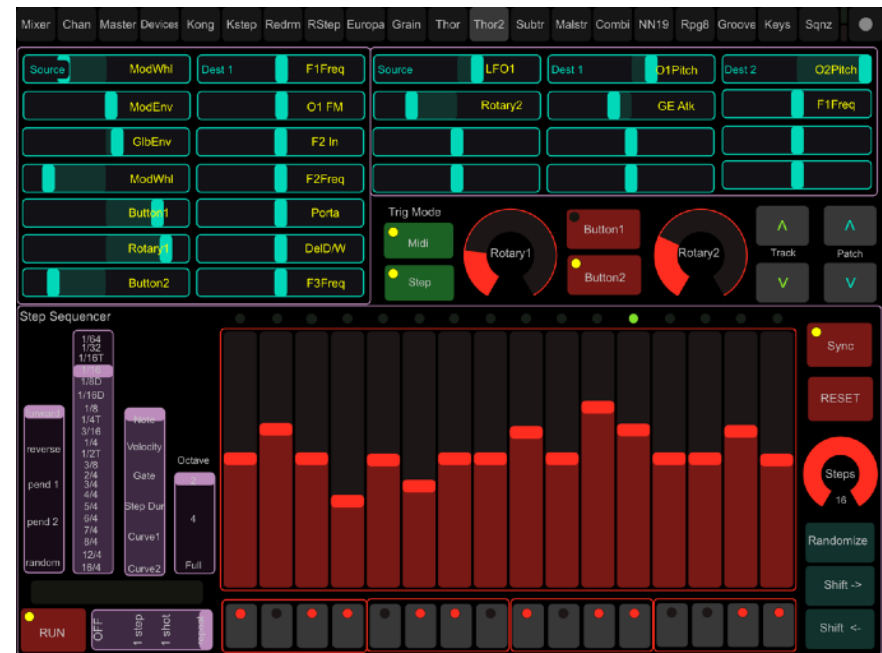 Mixer Chan Master Devices Kong Kstep Redrm RStep Europa Grain Thor Thor2 Subtr Malstr Combi NN19 Rpg8 Groove Keys Sqnz
Source ModWhl Dest 1 F1Freq Source LFO1 Dest 1 O1Pitch Dest 2 O2Pitch
ModEnv O1 FM Rotary2 GE Atk F1Freq
GlbEnv F2 In
ModWhl F2Freq
Button1 Porta
Rotary1 DelD/W
Button2 F3Freq
Trig Mode
Midi
Step
Rotary1
Button1
Button2
Rotary2
Λ
Track
V
Λ
Patch
V
Step Sequencer
forward
reverse
pend 1
pend 2
random
1/64
1/32
1/16T
1/16
1/8D
1/16D
1/8
1/4T
3/16
1/4
1/2T
3/8
2/4
3/4
4/4
5/4
6/4
7/4
8/4
12/4
16/4
Note
Velocity
Gate
Step Dur
Curve1
Curve2
Octave
2
4
Full
Sync
RESET
Steps
16
Randomize
Shift ->
Shift <-
RUN
OFF
1 step
1 shot
repeat